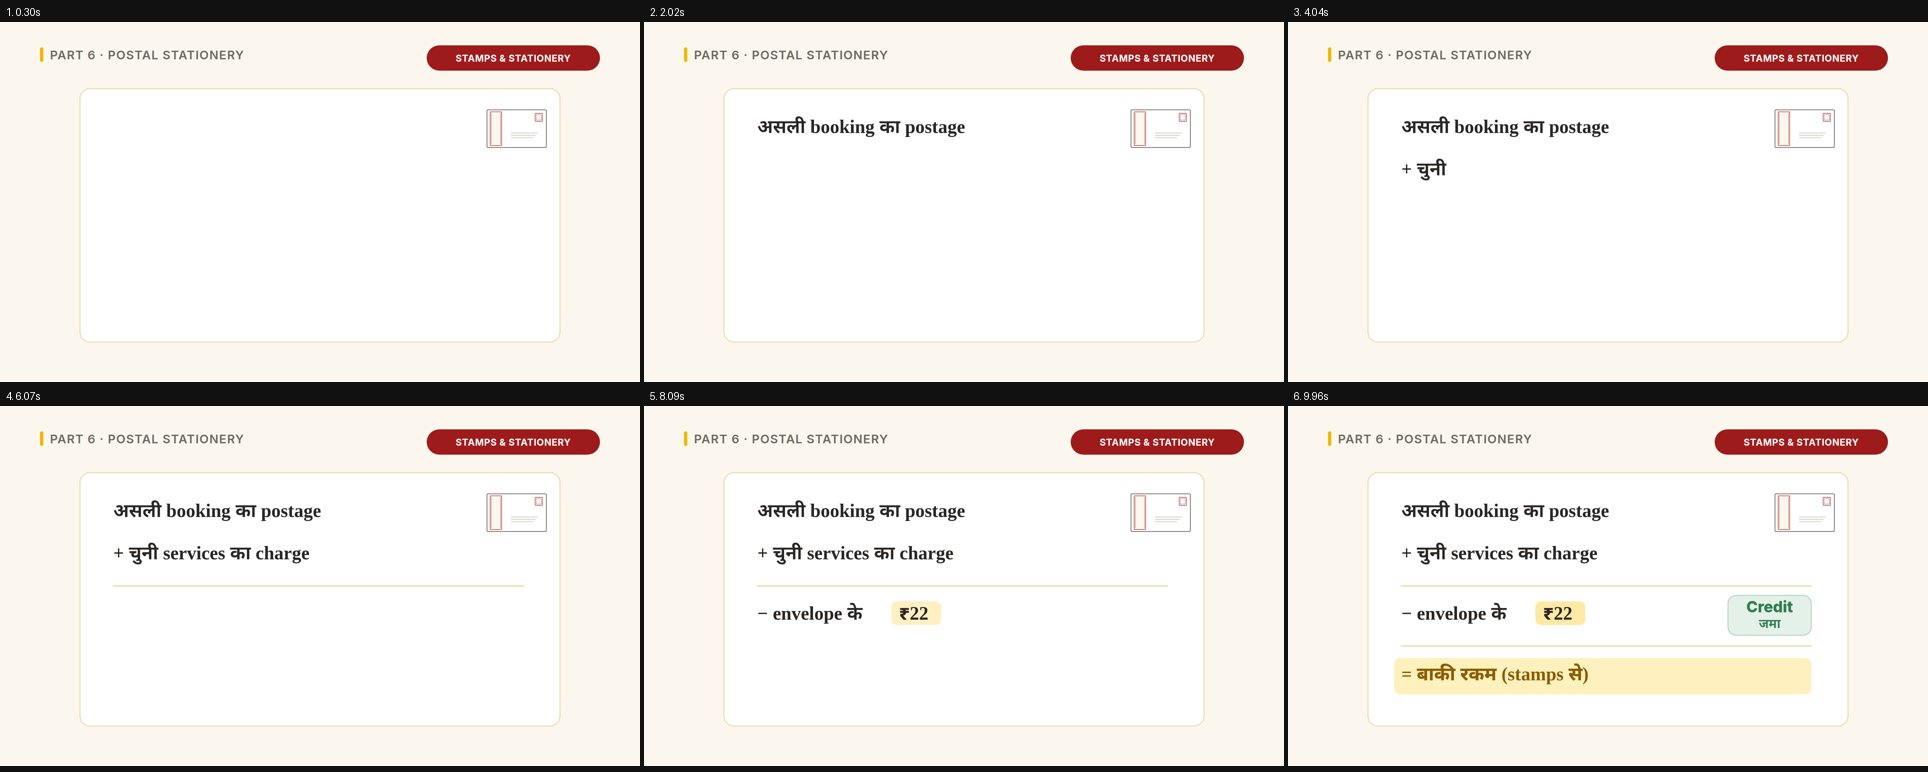 1. 0.30s
PART 6 · POSTAL STATIONERY
STAMPS & STATIONERY
2. 2.02s
PART 6 · POSTAL STATIONERY
STAMPS & STATIONERY
असली booking का postage
3. 4.04s
PART 6 · POSTAL STATIONERY
STAMPS & STATIONERY
असली booking का postage
+ चुनी
4. 6.07s
PART 6 · POSTAL STATIONERY
STAMPS & STATIONERY
असली booking का postage
+ चुनी services का charge
5. 8.09s
PART 6 · POSTAL STATIONERY
STAMPS & STATIONERY
असली booking का postage
+ चुनी services का charge
− envelope के ₹22
6. 9.96s
PART 6 · POSTAL STATIONERY
STAMPS & STATIONERY
असली booking का postage
+ चुनी services का charge
− envelope के ₹22
Credit
जमा
= बाकी रकम (stamps से)